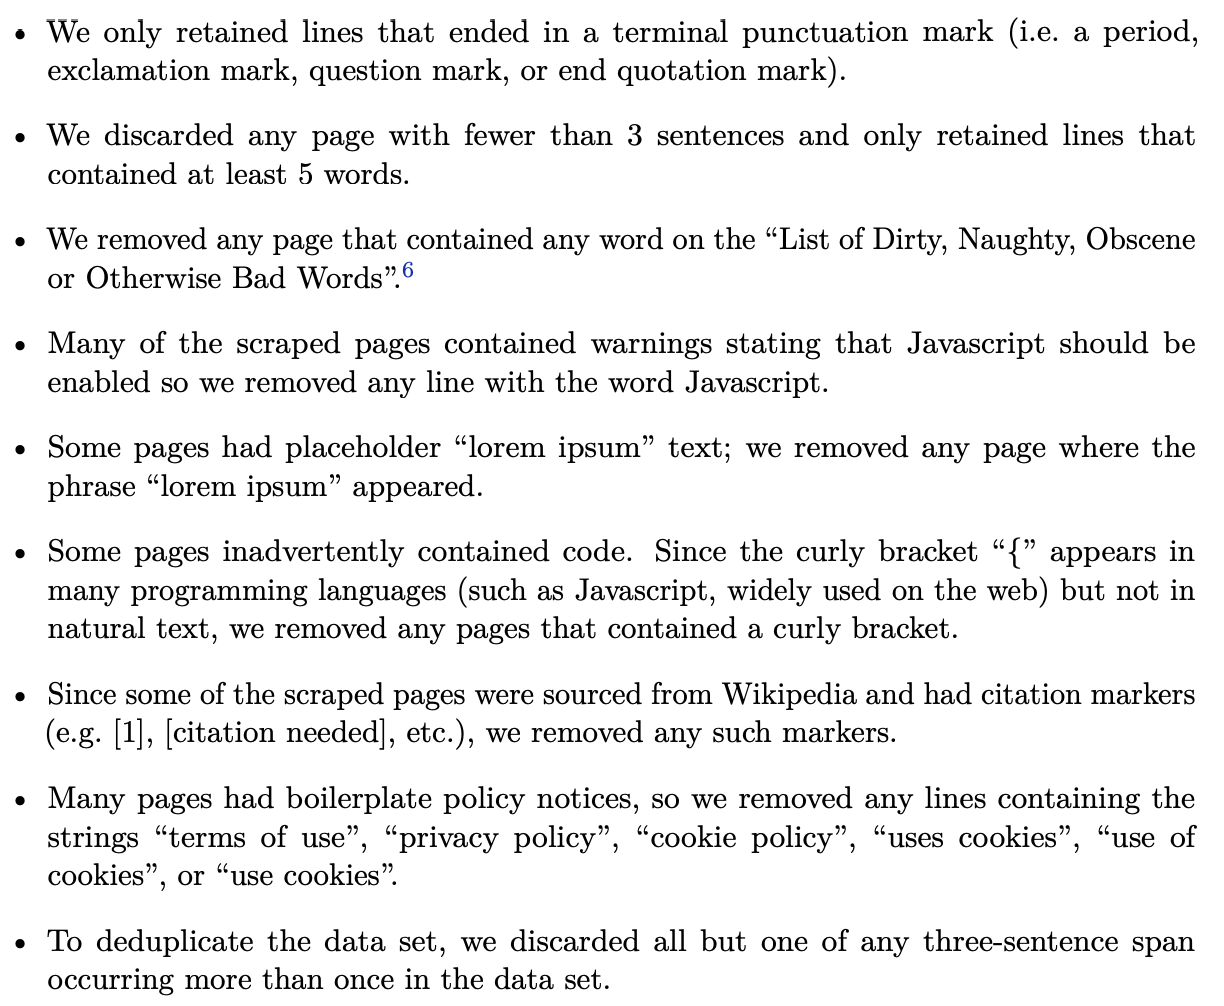 • We only retained lines that ended in a terminal punctuation mark (i.e. a period,
exclamation mark, question mark, or end quotation mark).
• We discarded any page with fewer than 3 sentences and only retained lines that
contained at least 5 words.
• We removed any page that contained any word on the “List of Dirty, Naughty, Obscene
or Otherwise Bad Words”.6
• Many of the scraped pages contained warnings stating that Javascript should be
enabled so we removed any line with the word Javascript.
• Some pages had placeholder “lorem ipsum” text; we removed any page where the
phrase “lorem ipsum” appeared.
• Some pages inadvertently contained code. Since the curly bracket “{” appears in
many programming languages (such as Javascript, widely used on the web) but not in
natural text, we removed any pages that contained a curly bracket.
• Since some of the scraped pages were sourced from Wikipedia and had citation markers
(e.g. [1], [citation needed], etc.), we removed any such markers.
• Many pages had boilerplate policy notices, so we removed any lines containing the
strings “terms of use”, “privacy policy”, “cookie policy”, “uses cookies”, “use of
cookies”, or “use cookies”.
• To deduplicate the data set, we discarded all but one of any three-sentence span
occurring more than once in the data set.